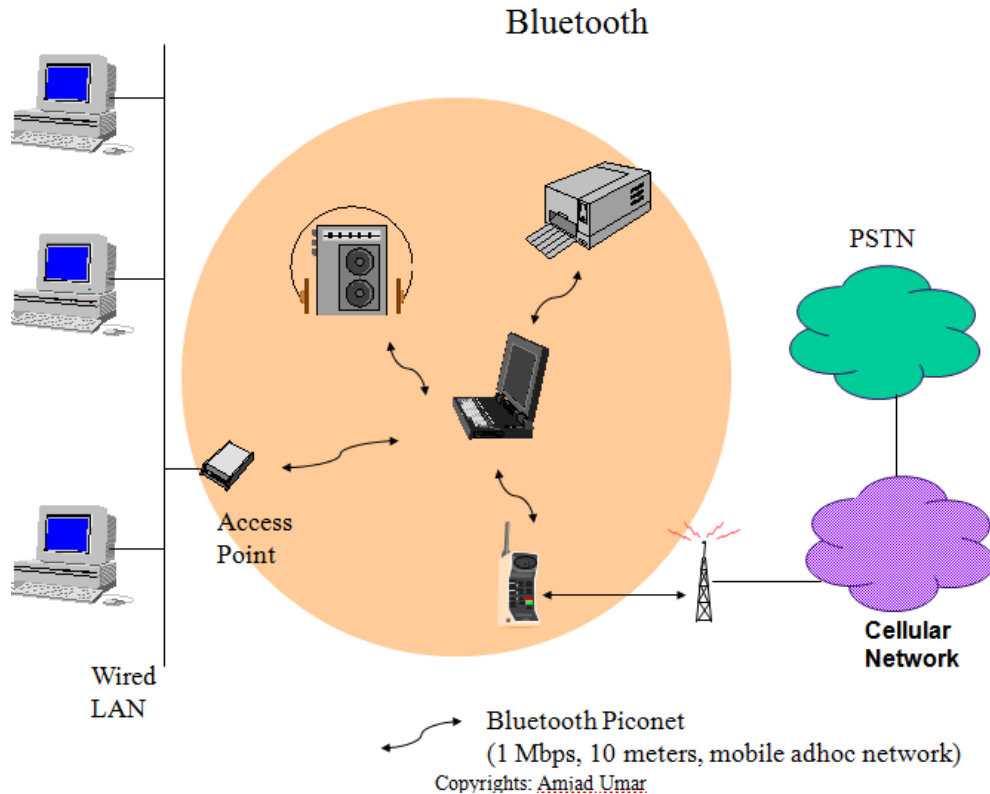 Bluetooth
PSTN
Access
Point
Cellular
Network
Wired
LAN
Bluetooth Piconet
(1 Mbps, 10 meters, mobile adhoc network)
Copyrights: Amjad Umar